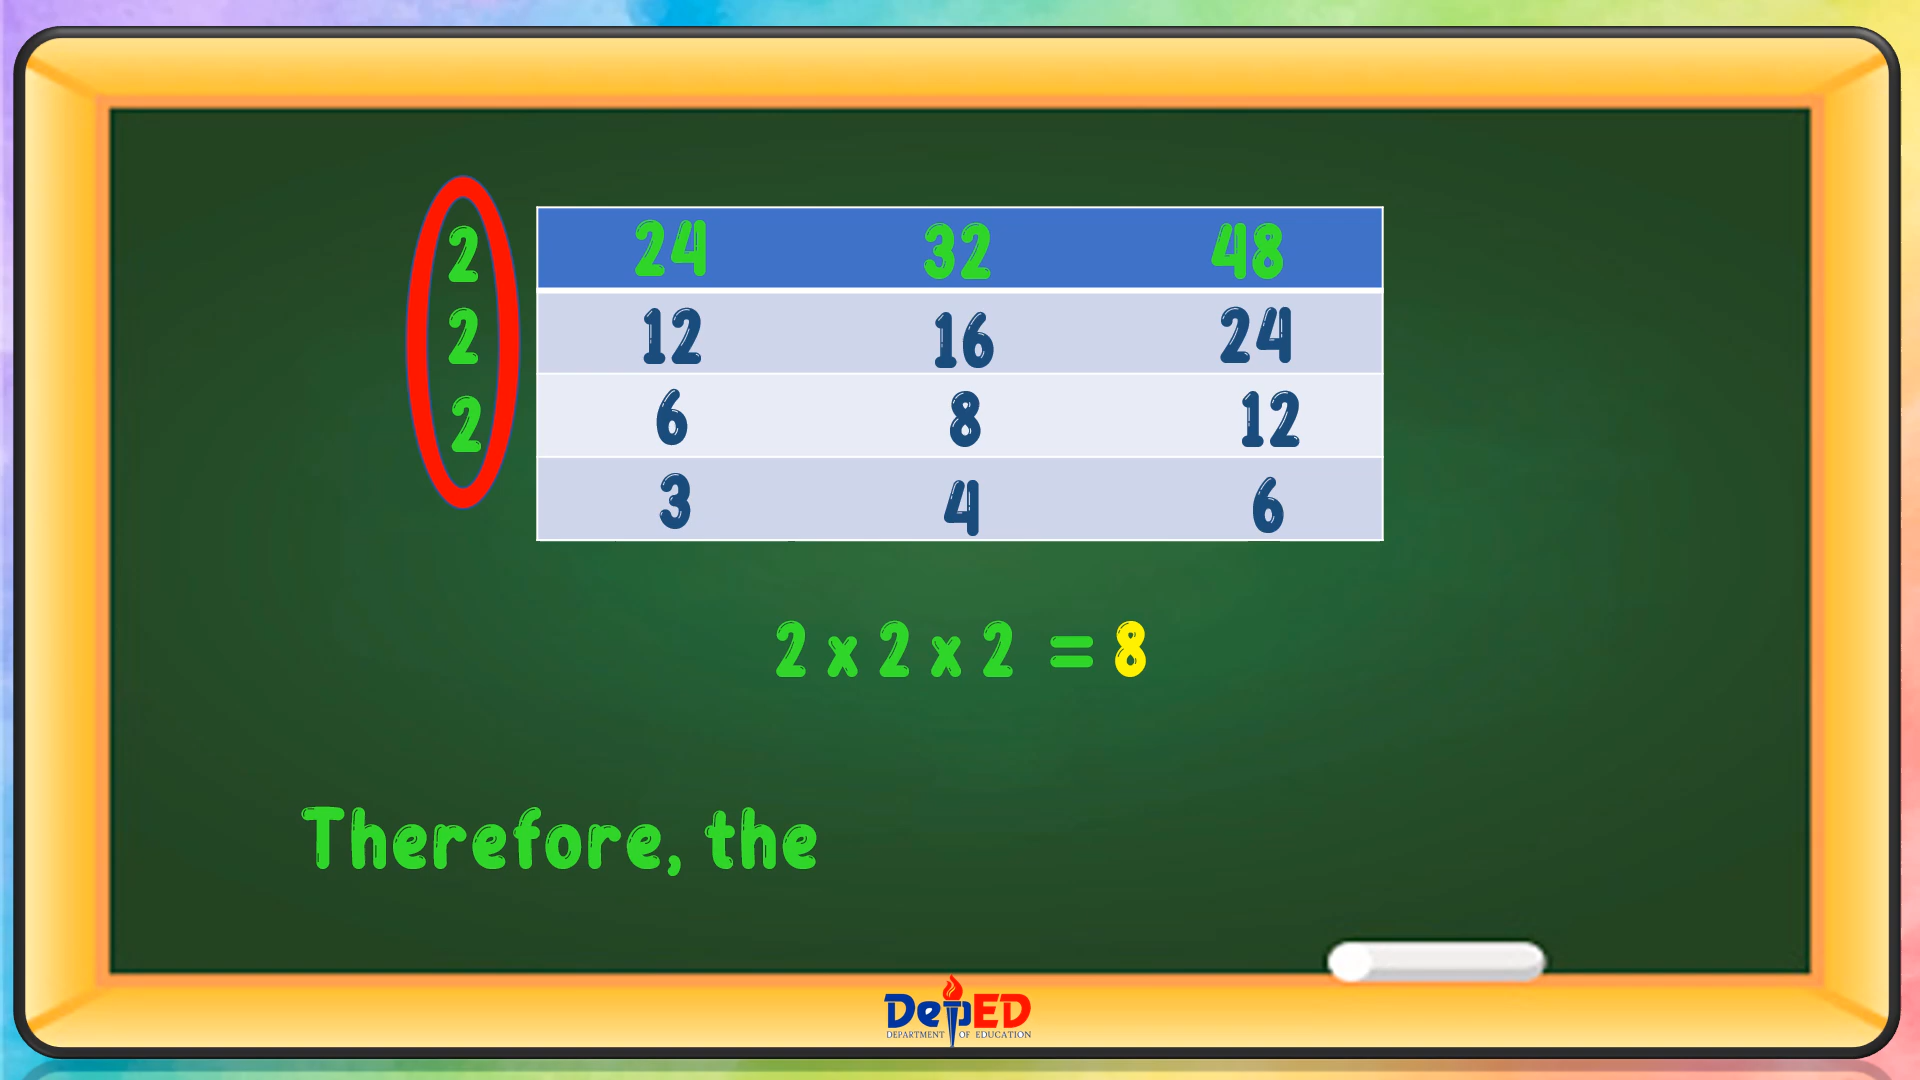 2 24 32 48
2 12 16 24
2 6 8 12
3 4 6
2 x 2 x 2 = 8
Therefore, the
DepED
DEPARTMENT OF EDUCATION